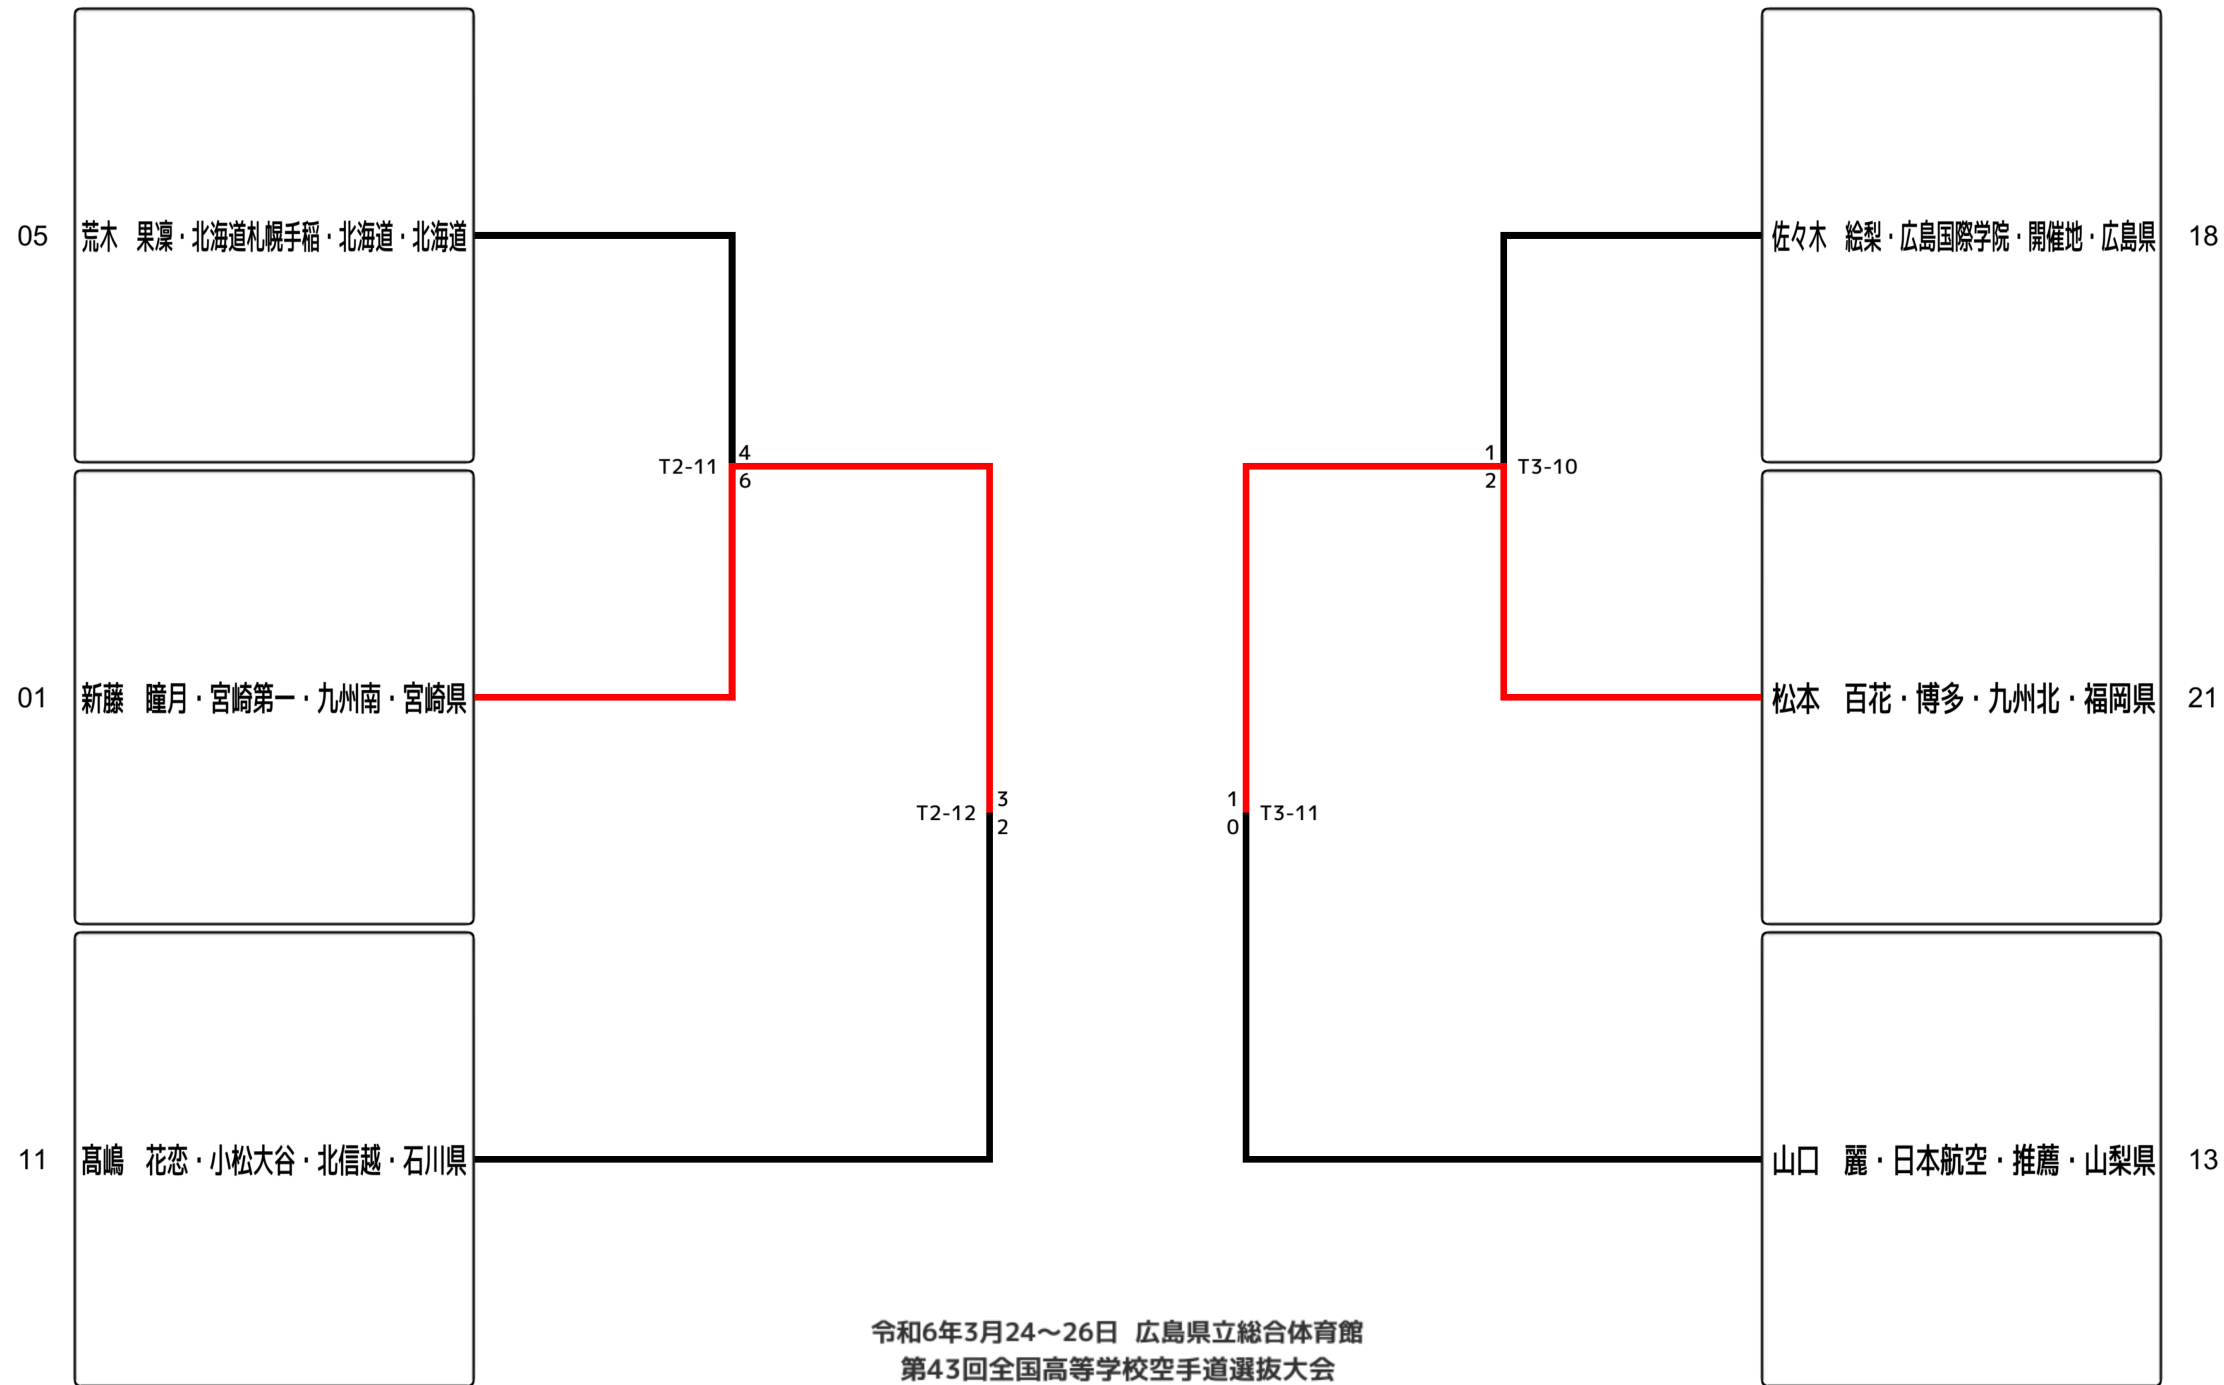 05 荒木　果凜・北海道札幌手稲・北海道・北海道
01 新藤　瞳月・宮崎第一・九州南・宮崎県
11 髙嶋　花恋・小松大谷・北信越・石川県
T2-11
4
6
T2-12
3
2
佐々木　絵梨・広島国際学院・開催地・広島県 18
松本　百花・博多・九州北・福岡県 21
山口　麗・日本航空・推薦・山梨県 13
1
2
T3-10
1
0
T3-11
令和6年3月24～26日 広島県立総合体育館
第43回全国高等学校空手道選抜大会